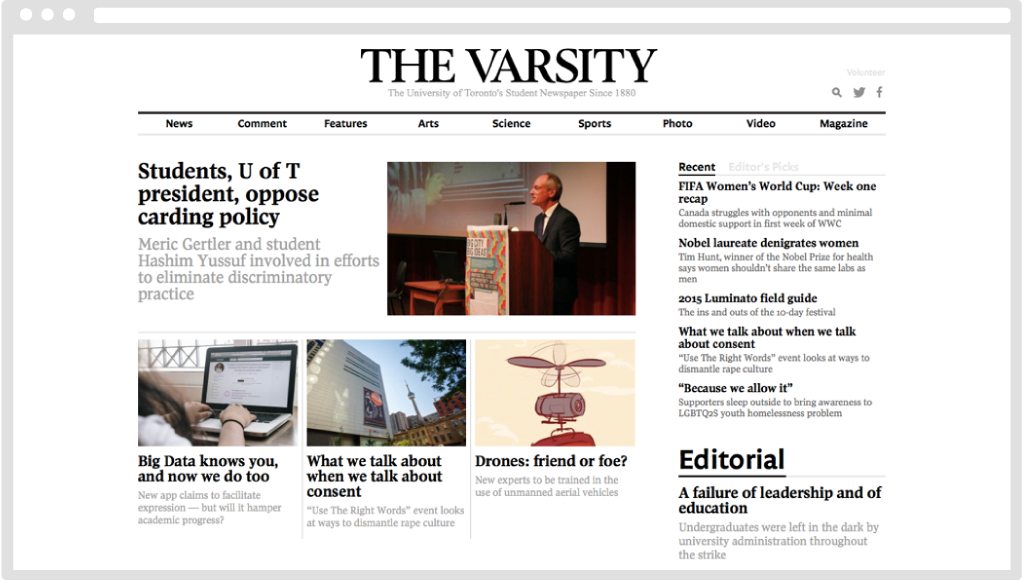 THE VARSITY
The University of Toronto's Student Newspaper Since 1880
Volunteer
News Comment Features Arts Science Sports Photo Video Magazine
Students, U of T
president, oppose
carding policy
Meric Gertler and student
Hashim Yussuf involved in efforts
to eliminate discriminatory
practice
BIG CITY
BIG IDEAS
Big Data knows you,
and now we do too
New app claims to facilitate
expression — but will it hamper
academic progress?
What we talk about
when we talk about
consent
“Use The Right Words” event looks
at ways to dismantle rape culture
Drones: friend or foe?
New experts to be trained in the
use of unmanned aerial vehicles
Recent Editor's Picks
FIFA Women's World Cup: Week one
recap
Canada struggles with opponents and minimal
domestic support in first week of WWC
Nobel laureate denigrates women
Tim Hunt, winner of the Nobel Prize for health
says women shouldn't share the same labs as
men
2015 Luminato field guide
The ins and outs of the 10-day festival
What we talk about when we talk
about consent
“Use The Right Words” event looks at ways to
dismantle rape culture
“Because we allow it”
Supporters sleep outside to bring awareness to
LGBTQ2S youth homelessness problem
Editorial
A failure of leadership and of
education
Undergraduates were left in the dark by
university administration throughout
the strike